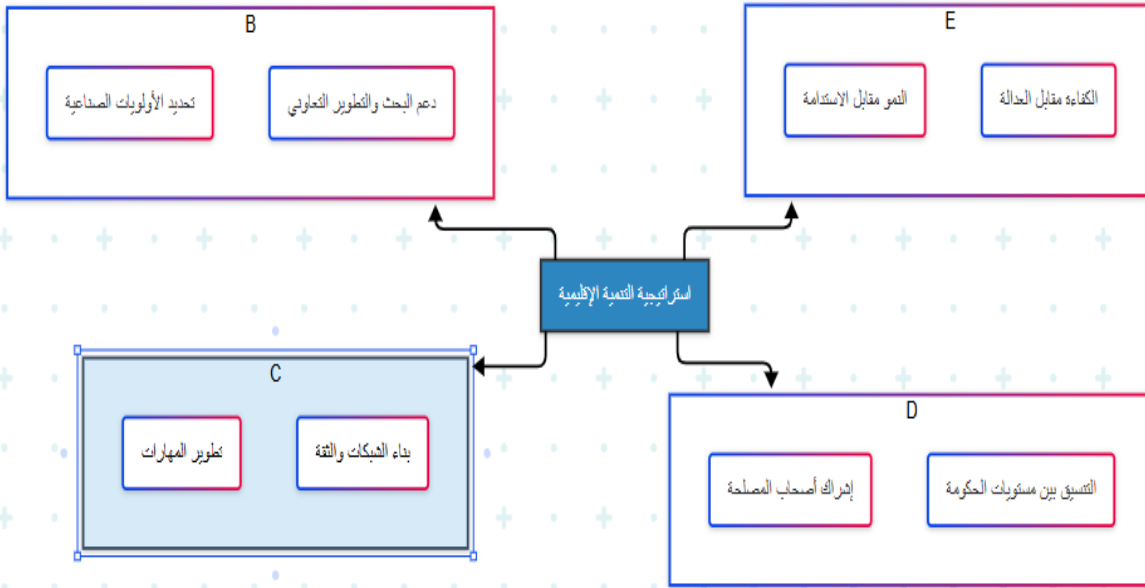 B
تحديد الأولويات الصناعية
دعم البحث والتطوير التعاوني
E
النمو مقابل الاستدامة
الكفاءة مقابل العدالة
استراتيجية التنمية الإقليمية
C
تطوير المهارات
بناء الشبكات والثقة
D
إشراك أصحاب المصلحة
التنسيق بين مستويات الحكومة